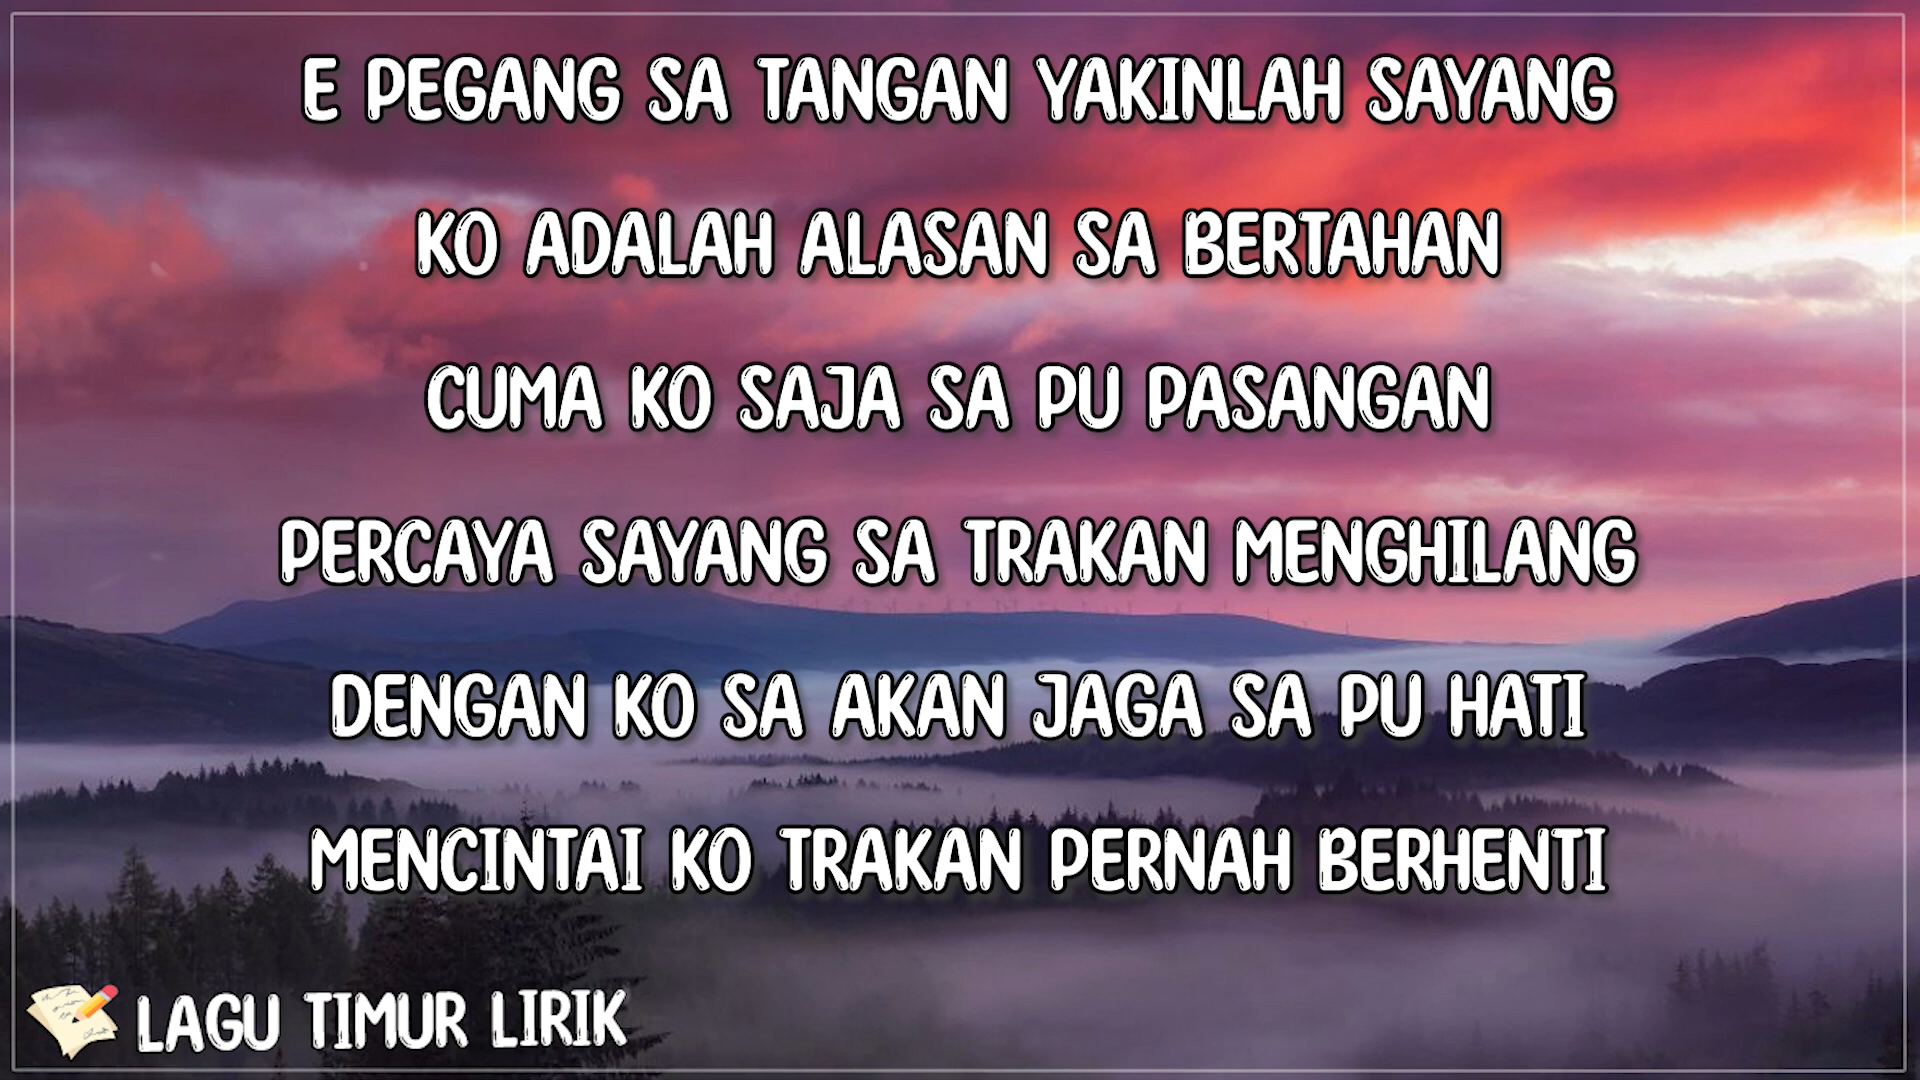 E PEGANG SA TANGAN YAKINLAH SAYANG
KO ADALAH ALASAN SA BERTAHAN
CUMA KO SAJA SA PU PASANGAN
PERCAYA SAYANG SA TRAKAN MENGHILANG
DENGAN KO SA AKAN JAGA SA PU HATI
MENCINTAI KO TRAKAN PERNAH BERHENTI
LAGU TIMUR LIRIK